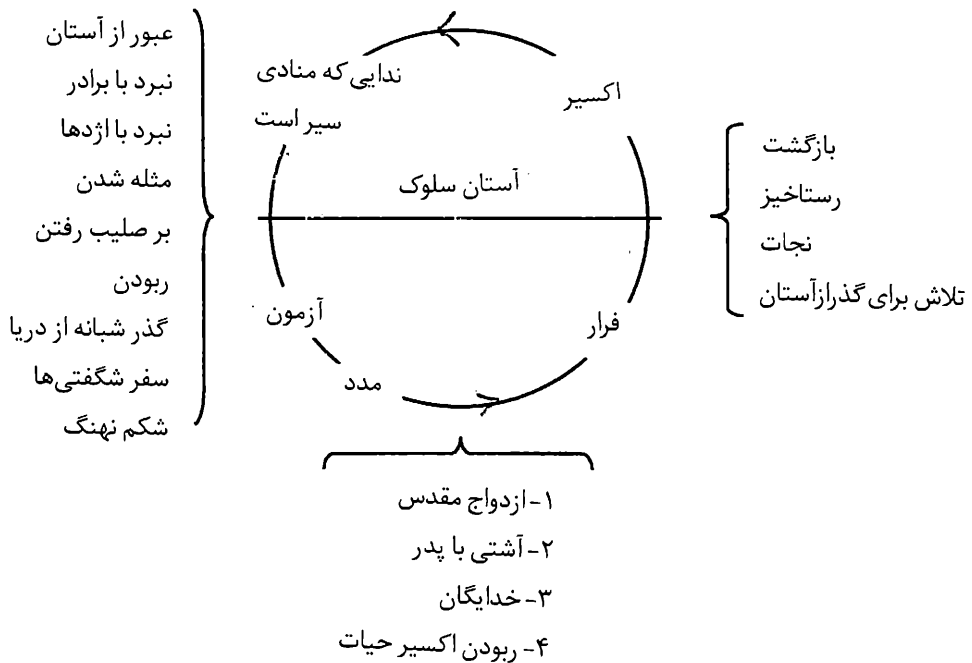 عبور از آستان
نبرد با برادر
نبرد با اژدها
مثله شدن
بر صلیب رفتن
ربودن
گذر شبانه از دریا
سفر شگفتی‌ها
شکم نهنگ
ندایی که منادی
سیر است
اکسیر
آستان سلوک
آزمون
مدد
فرار
بازگشت
رستاخیز
نجات
تلاش برای گذرازآستان
۱-ازدواج مقدس
۲-آشتی با پدر
۳-خدایگان
۴- ربودن اکسیر حیات